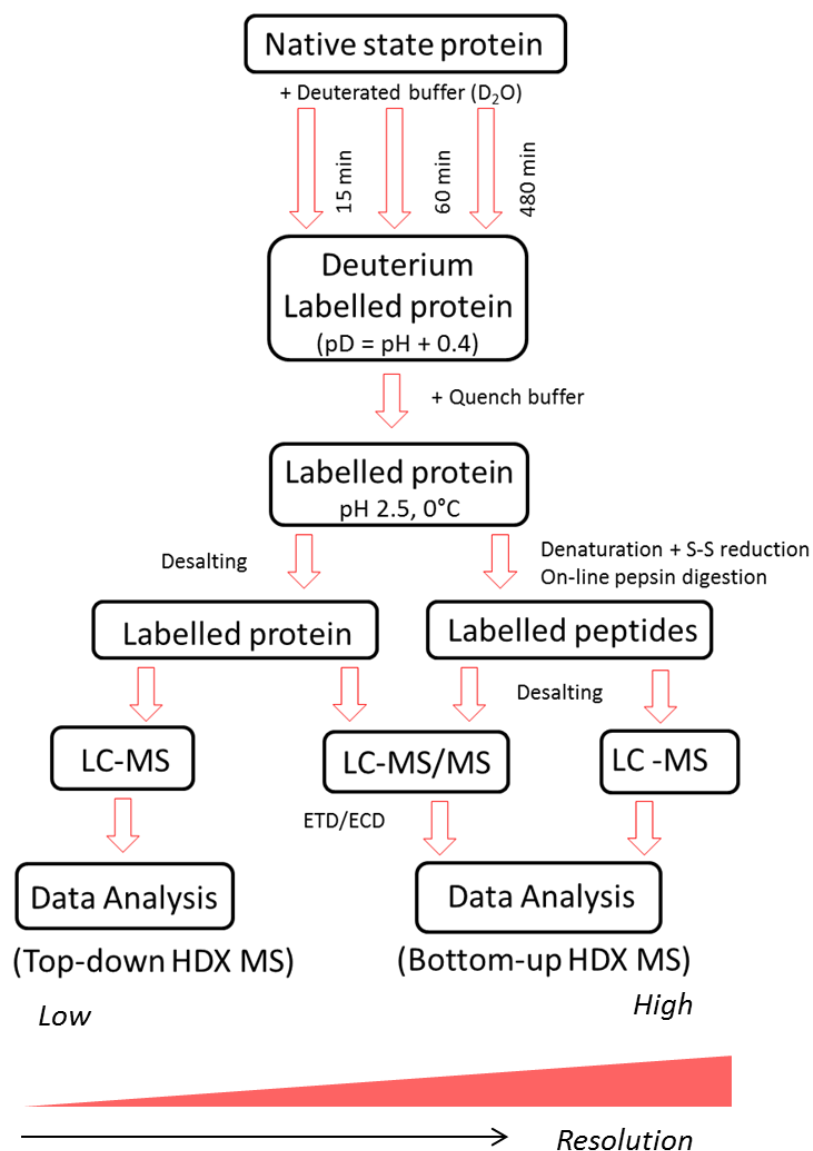 Native state protein
+ Deuterated buffer (D₂O)
15 min
60 min
480 min
Deuterium
Labelled protein
(pD = pH + 0.4)
+ Quench buffer
Labelled protein
pH 2.5, 0°C
Desalting
Denaturation + S-S reduction
On-line pepsin digestion
Labelled protein
Labelled peptides
Desalting
LC-MS
LC-MS/MS
LC -MS
ETD/ECD
Data Analysis
Data Analysis
(Top-down HDX MS)
(Bottom-up HDX MS)
Low
High
Resolution